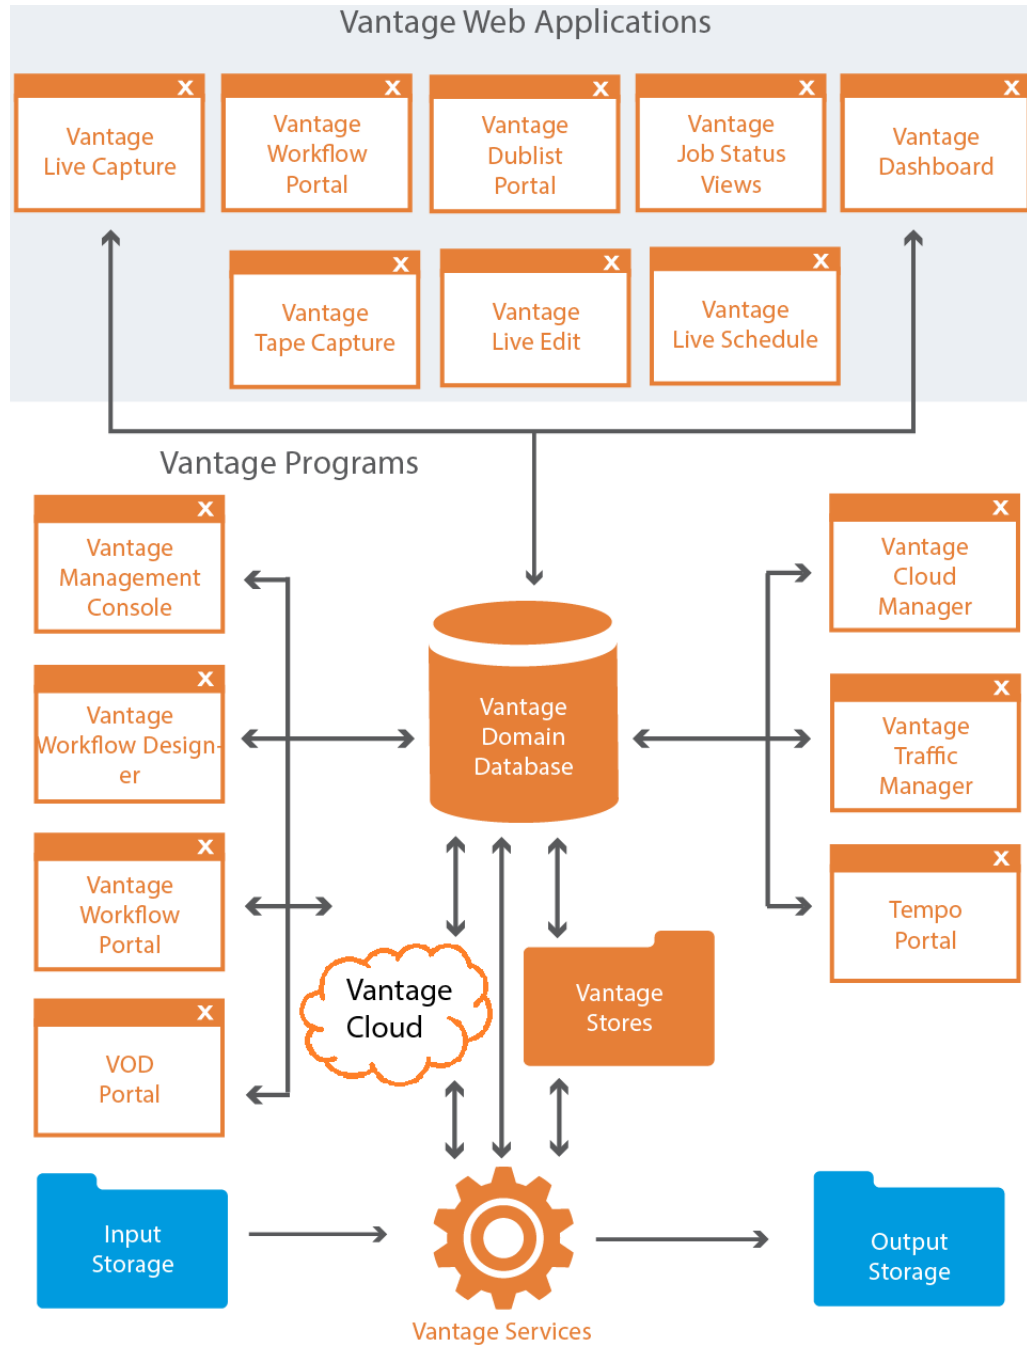 Vantage Web Applications
X
X
X
X
X
Vantage
Live Capture
Vantage
Workflow
Portal
Vantage
Dublist
Portal
Vantage
Job Status
Views
Vantage
Dashboard
X
X
X
Vantage
Tape Capture
Vantage
Live Edit
Vantage
Live Schedule
Vantage Programs
X
Vantage
Management
Console
X
Vantage
Cloud
Manager
X
Vantage
Workflow Design-
er
Vantage
Domain
Database
X
Vantage
Traffic
Manager
X
Vantage
Workflow
Portal
X
Tempo
Portal
Vantage
Cloud
Vantage
Stores
X
VOD
Portal
Input
Storage
Output
Storage
Vantage Services